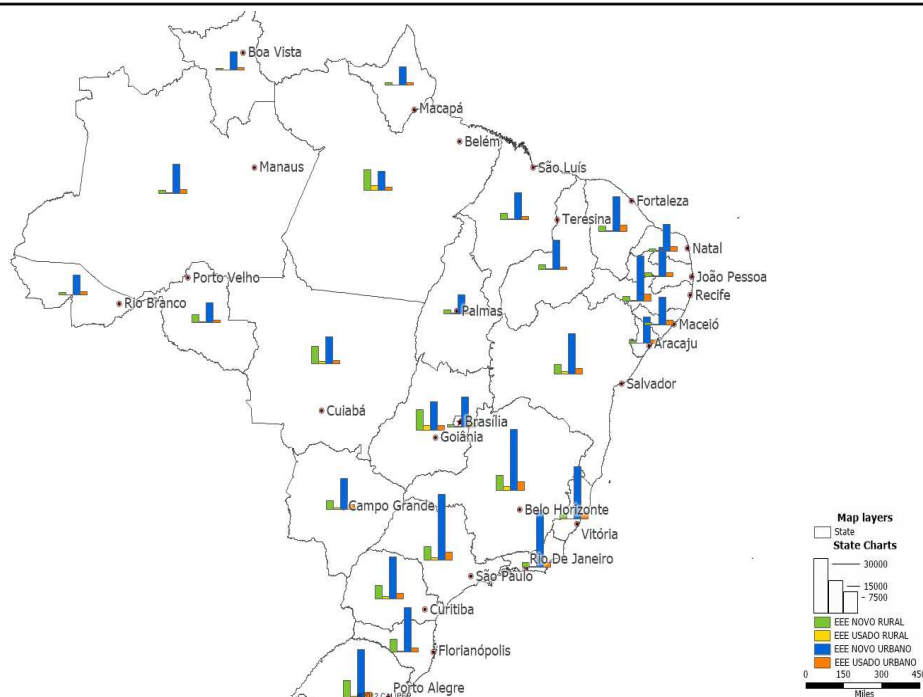 Boa Vista
Macapá
Belém
Manaus
São Luís
Fortaleza
Teresina
Natal
João Pessoa
Porto Velho
Recife
Rio Branco
Palmas
Maceió
Aracaju
Salvador
Cuiabá
Brasília
Goiânia
Campo Grande
Belo Horizonte
Vitória
Rio De Janeiro
São Paulo
Curitiba
Florianópolis
Porto Alegre
Map layers
State
State Charts
30000
15000
7500
EEE NOVO RURAL
EEE USADO RURAL
EEE NOVO URBANO
EEE USADO URBANO
0 150 300
Miles